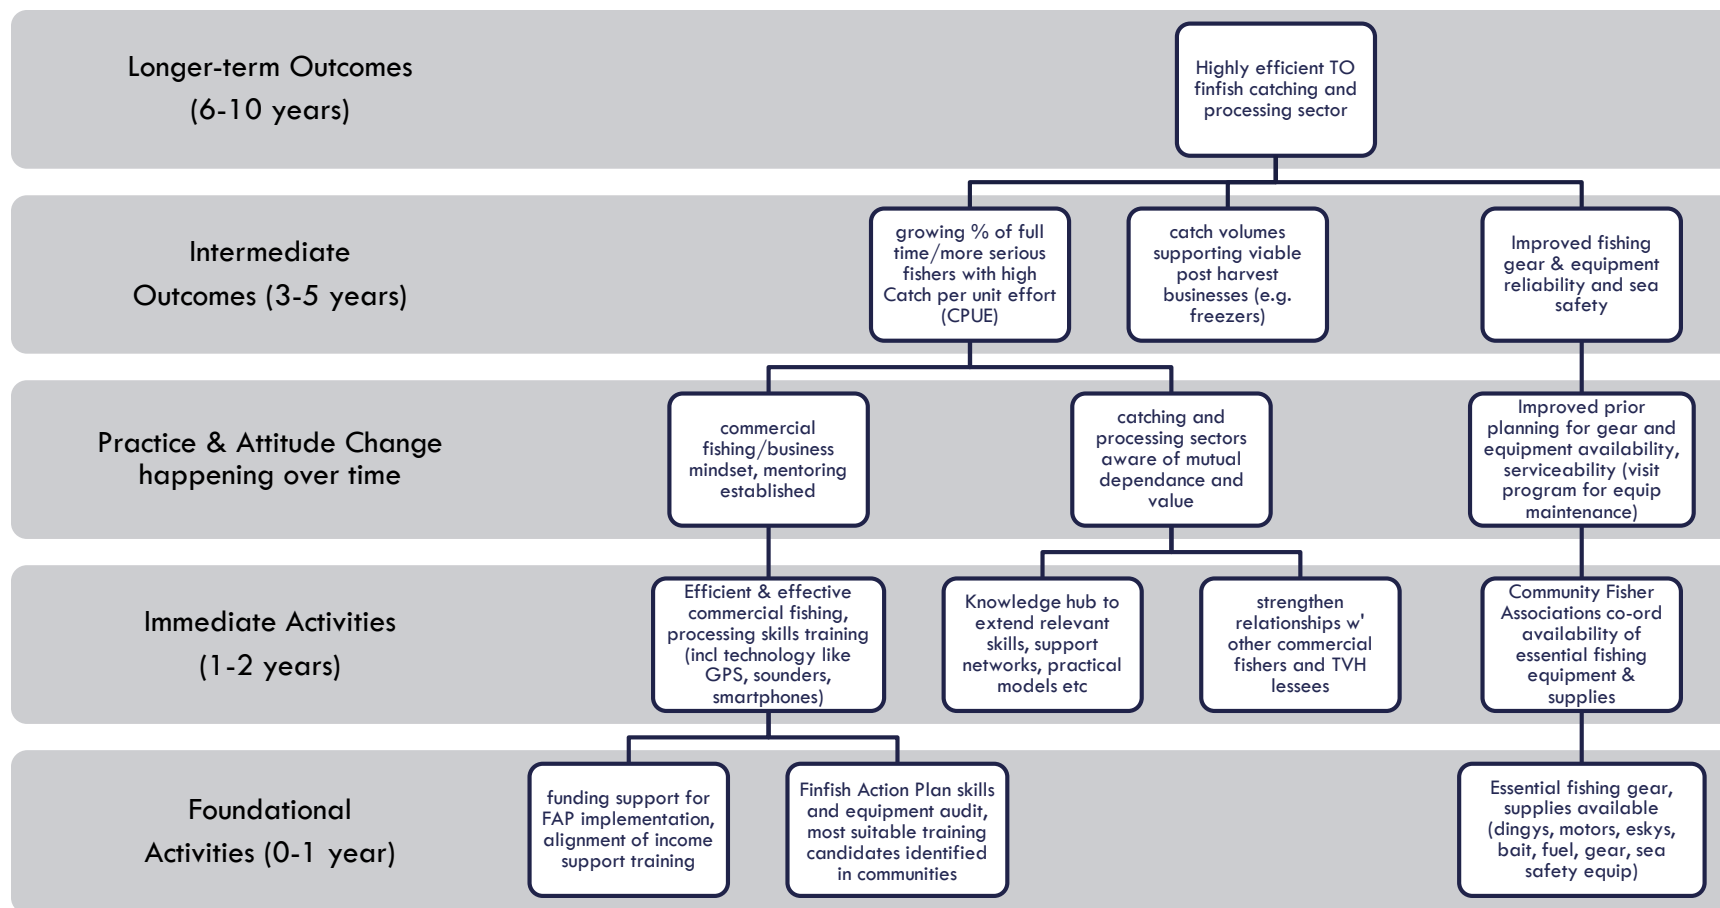 Longer-term Outcomes
(6-10 years)
Highly efficient TO
finfish catching and
processing sector
Intermediate
Outcomes (3-5 years)
growing % of full
time/more serious
fishers with high
Catch per unit effort
(CPUE)
catch volumes
supporting viable
post harvest
businesses (e.g.
freezers)
Improved fishing
gear & equipment
reliability and sea
safety
Practice & Attitude Change
happening over time
commercial
fishing/business
mindset, mentoring
established
catching and
processing sectors
aware of mutual
dependance and
value
Improved prior
planning for gear and
equipment availability,
serviceability (visit
program for equip
maintenance)
Immediate Activities
(1-2 years)
Efficient & effective
commercial fishing,
processing skills training
(incl technology like
GPS, sounders,
smartphones)
Knowledge hub to
extend relevant
skills, support
networks, practical
models etc
strengthen
relationships w'
other commercial
fishers and TVH
lessees
Community Fisher
Associations co-ord
availability of
essential fishing
equipment &
supplies
Foundational
Activities (0-1 year)
funding support for
FAP implementation,
alignment of income
support training
Finfish Action Plan skills
and equipment audit,
most suitable training
candidates identified
in communities
Essential fishing gear,
supplies available
(dingys, motors, eskys,
bait, fuel, gear, sea
safety equip)